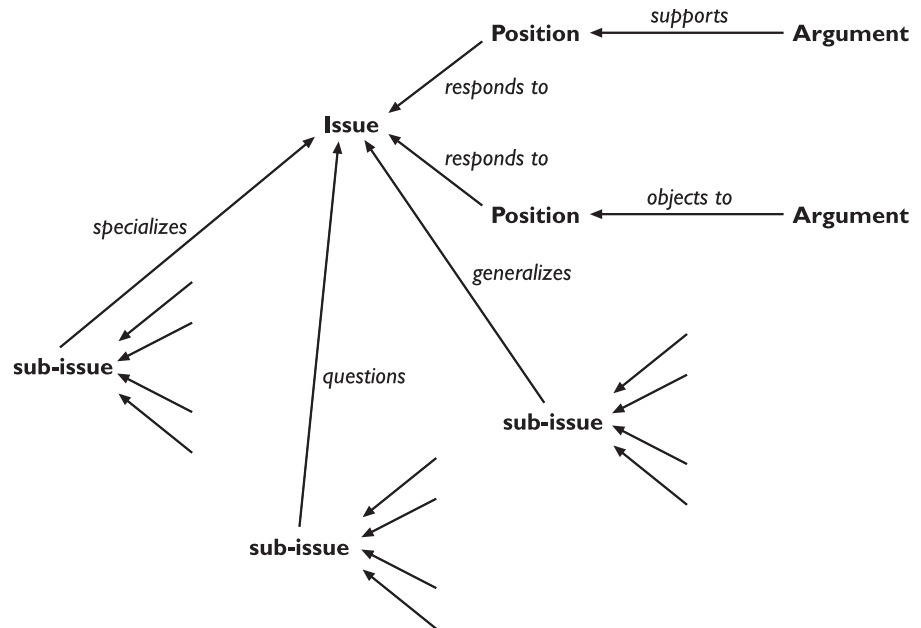 Position
supports
Argument
responds to
Issue
responds to
Position
objects to
Argument
specializes
generalizes
sub-issue
questions
sub-issue
sub-issue